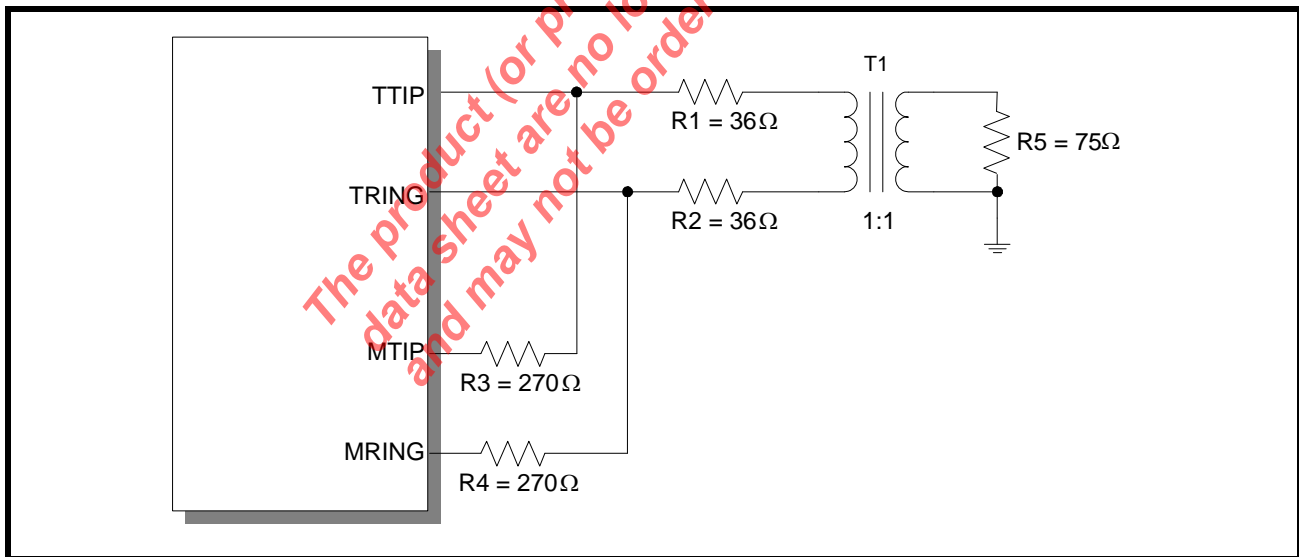 TTIP
TRING
MTIP
MRING
R1 = 36Ω
R2 = 36Ω
R3 = 270Ω
R4 = 270Ω
T1
1:1
R5 = 75Ω
The product (or
data sheet are no
and may not be order